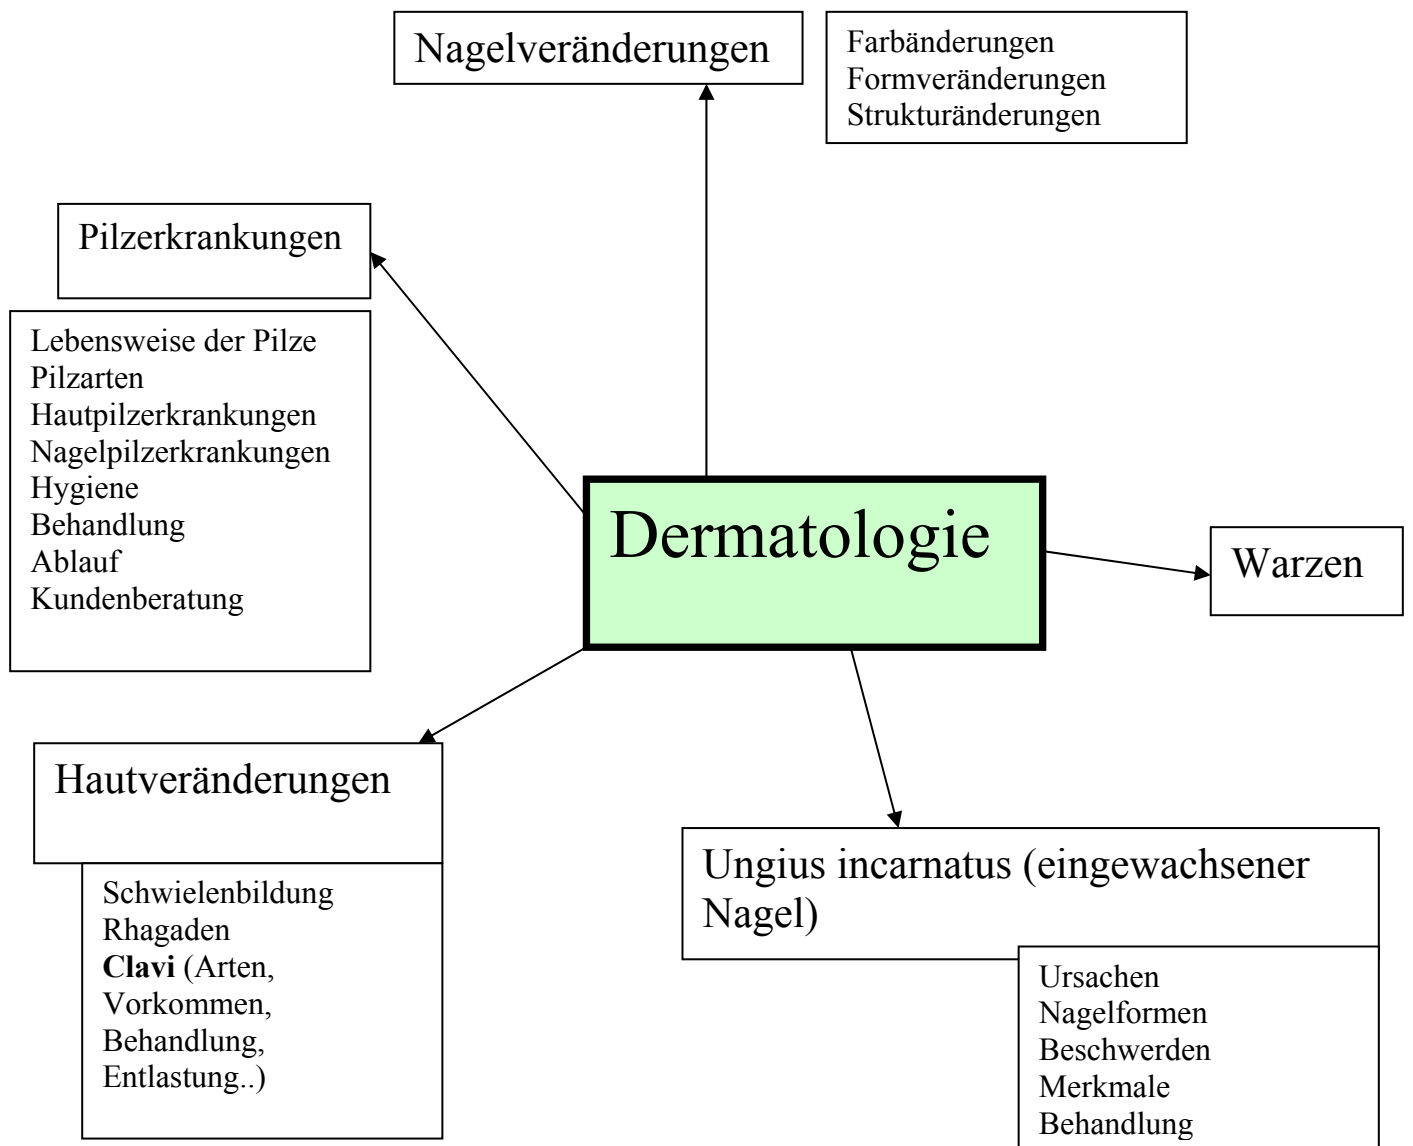 Nagelveränderungen
Farbänderungen
Formveränderungen
Strukturänderungen
Pilzerkrankungen
Lebensweise der Pilze
Pilzarten
Hautpilzerkrankungen
Nagelpilzerkrankungen
Hygiene
Behandlung
Ablauf
Kundenberatung
Dermatologie
Warzen
Hautveränderungen
Schwielenbildung
Rhagaden
Clavi (Arten,
Vorkommen,
Behandlung,
Entlastung..)
Ungius incarnatus (eingewachsener
Nagel)
Ursachen
Nagelformen
Beschwerden
Merkmale
Behandlung